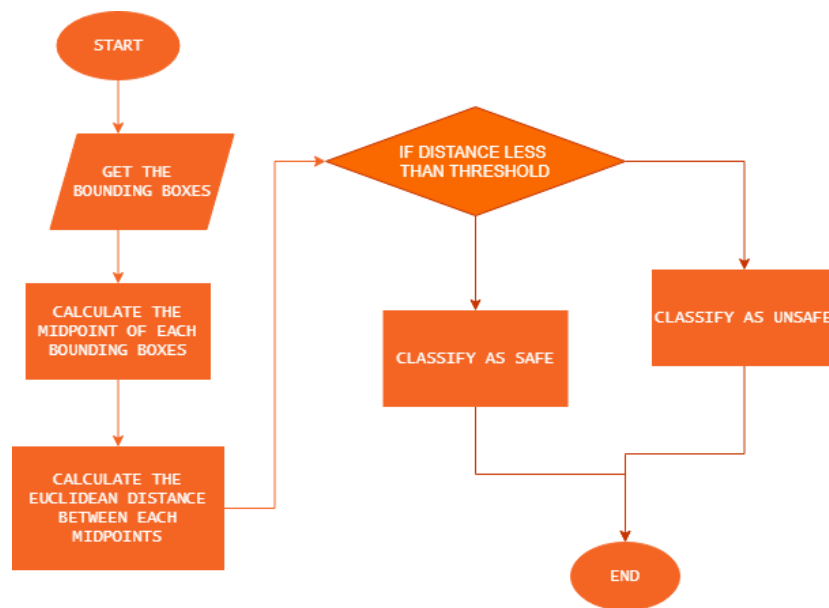 START
GET THE
BOUNDING BOXES
CALCULATE THE
MIDPOINT OF EACH
BOUNDING BOXES
CALCULATE THE
EUCLIDEAN DISTANCE
BETWEEN EACH
MIDPOINTS
IF DISTANCE LESS
THAN THRESHOLD
CLASSIFY AS SAFE
CLASSIFY AS UNSAFE
END